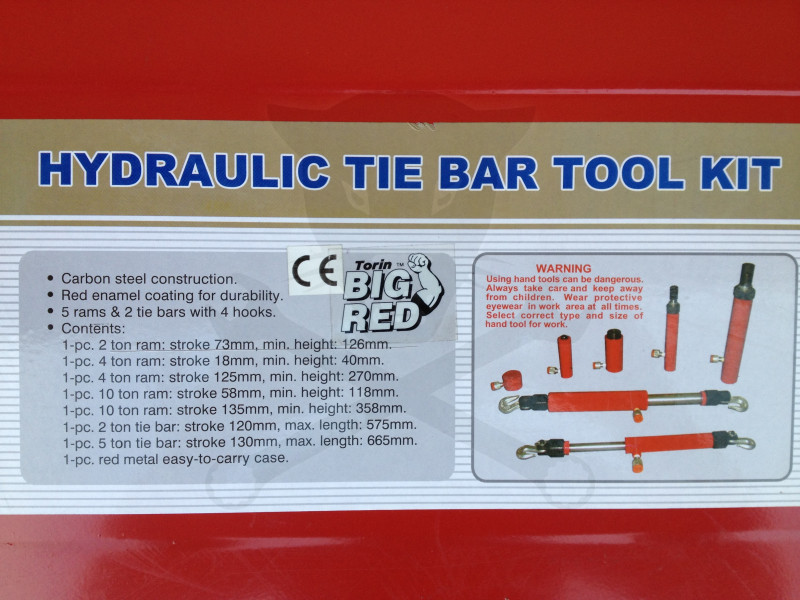 HYDRAULIC TIE BAR TOOL KIT
• Carbon steel construction.
• Red enamel coating for durability.
• 5 rams & 2 tie bars with 4 hooks.
• Contents:
1-pc. 2 ton ram: stroke 73mm, min. height: 126mm.
1-pc. 4 ton ram: stroke 18mm, min. height: 40mm.
1-pc. 4 ton ram: stroke 125mm, min. height: 270mm.
1-pc. 10 ton ram: stroke 58mm, min. height: 118mm.
1-pc. 10 ton ram: stroke 135mm, min. height: 358mm.
1-pc. 2 ton tie bar: stroke 120mm, max. length: 575mm.
1-pc. 5 ton tie bar: stroke 130mm, max. length: 665mm.
1-pc. red metal easy-to-carry case.
CE
Torin ™
BIG
RED
WARNING
Using hand tools can be dangerous.
Always take care and keep away
from children. Wear protective
eyewear in work area at all times.
Select correct type and size of
hand tool for work.